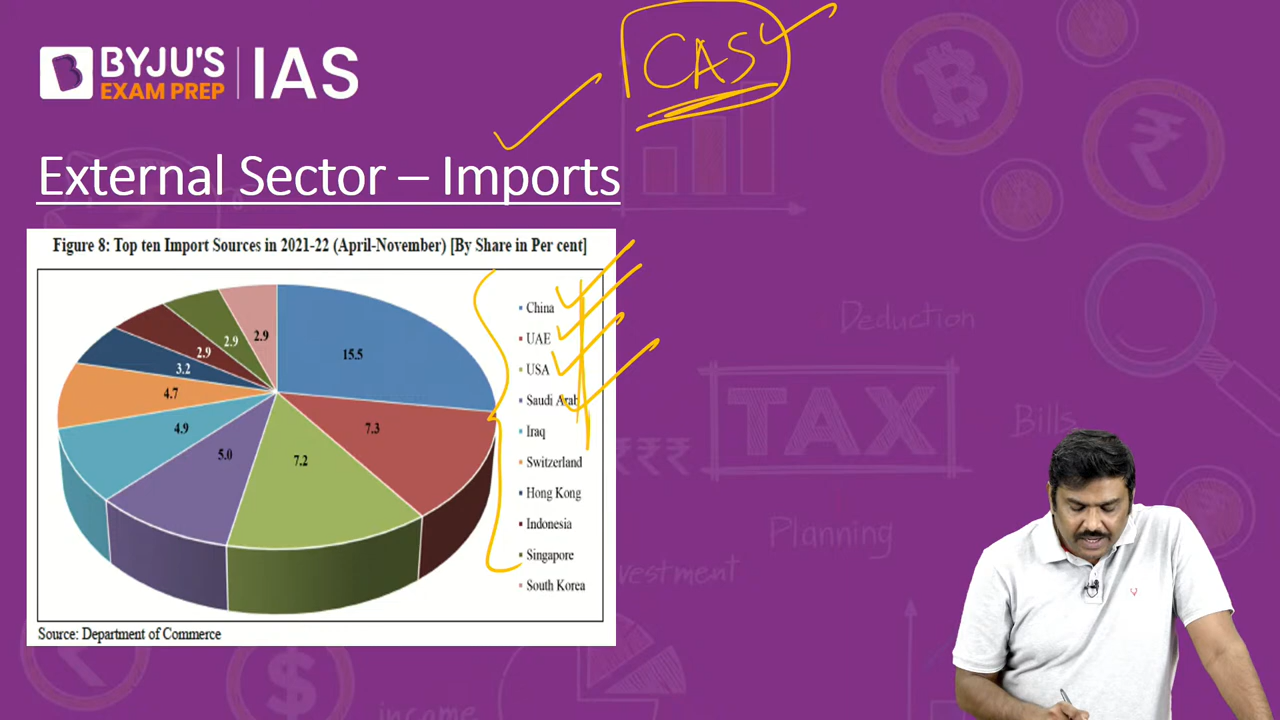 BYJU'S
EXAM PREP
IAS
CAS
External Sector – Imports
Figure 8: Top ten Import Sources in 2021-22 (April-November) [By Share in Per cent]
15.5
7.3
7.2
5.0
4.9
4.7
3.2
2.9
2.9
2.9
China
UAE
USA
Saudi Arab
Iraq
Switzerland
Hong Kong
Indonesia
Singapore
South Korea
Source: Department of Commerce
Deduction
TAX
Bills
₹₹₹
Planning
vestment
income